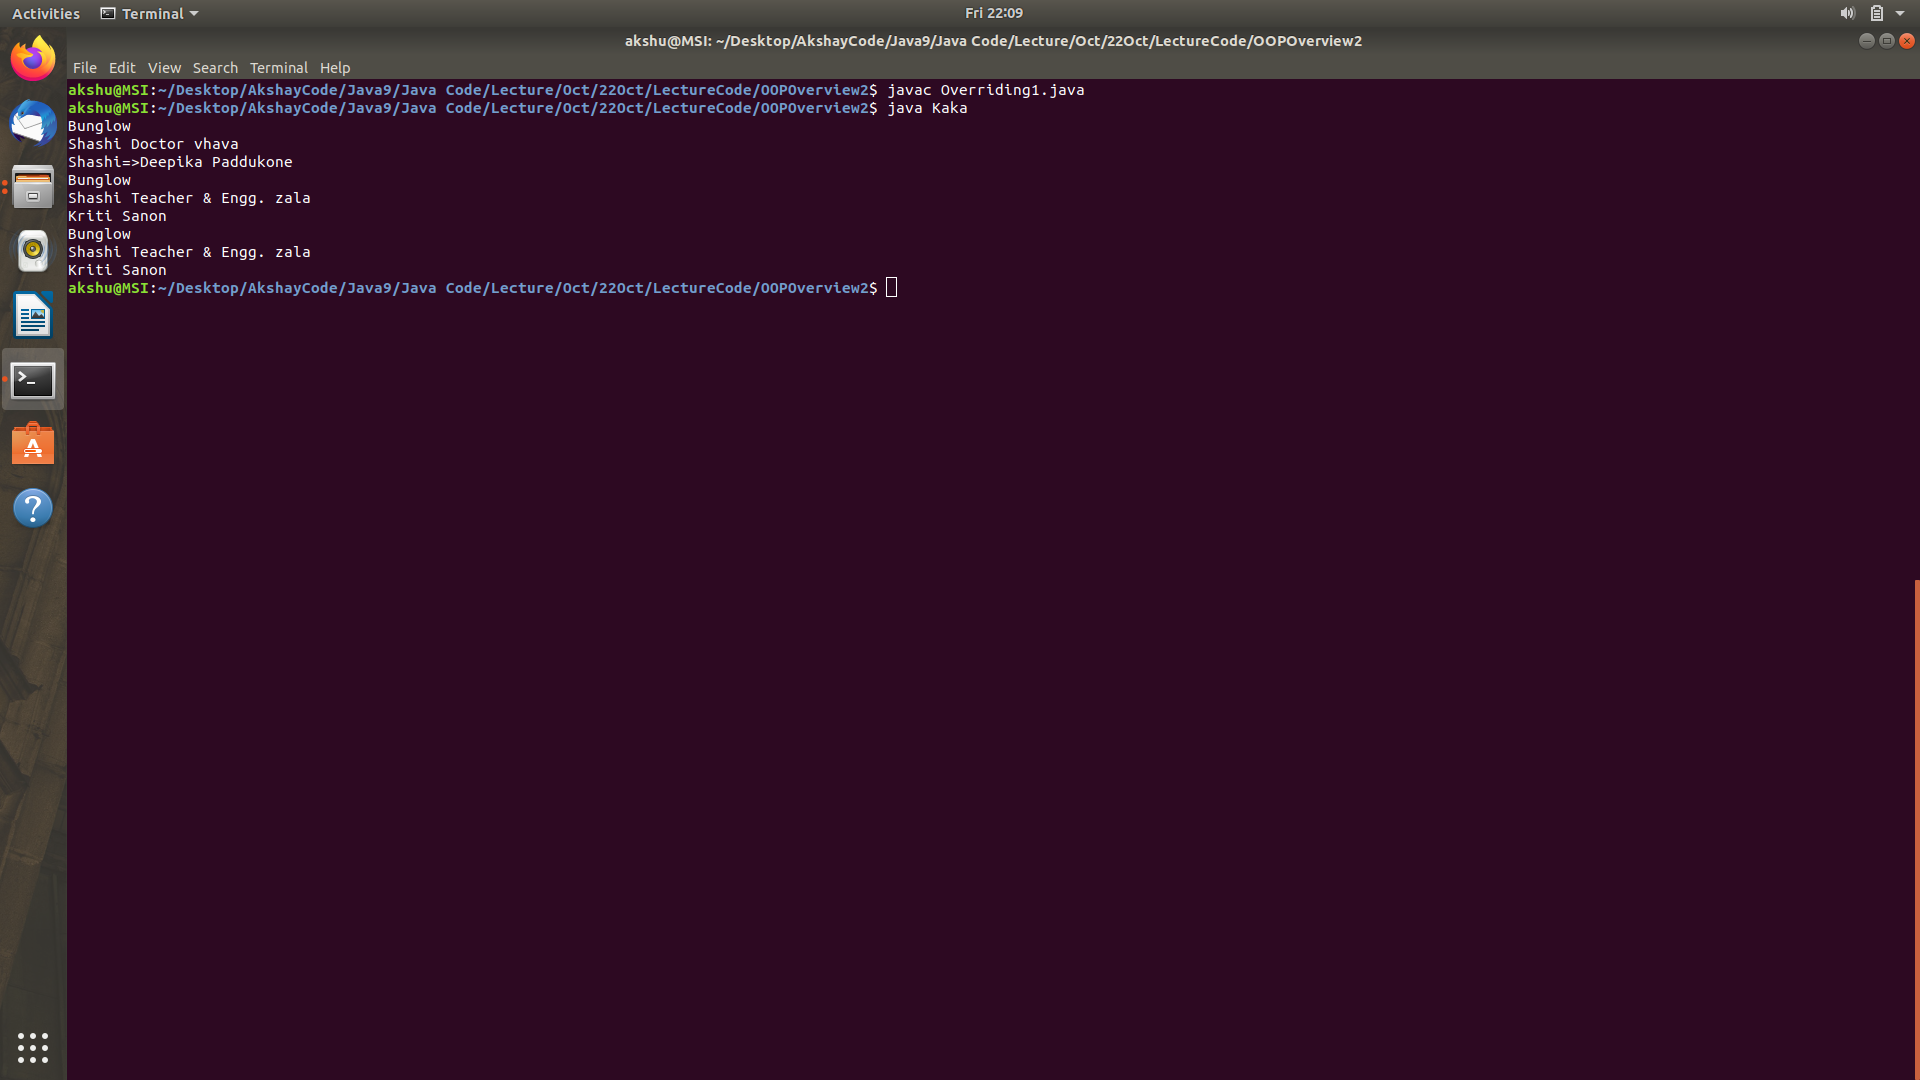 Activities Terminal Fri 22:09
akshu@MSI: ~/Desktop/AkshayCode/Java9/Java Code/Lecture/Oct/22Oct/LectureCode/OOPOverview2
File Edit View Search Terminal Help
akshu@MSI:~/Desktop/AkshayCode/Java9/Java Code/Lecture/Oct/22Oct/LectureCode/OOPOverview2$ javac Overriding1.java
akshu@MSI:~/Desktop/AkshayCode/Java9/Java Code/Lecture/Oct/22Oct/LectureCode/OOPOverview2$ java Kaka
Bunglow
Shashi Doctor vhava
Shashi=>Deepika Paddukone
Bunglow
Shashi Teacher & Engg. zala
Kriti Sanon
Bunglow
Shashi Teacher & Engg. zala
Kriti Sanon
akshu@MSI:~/Desktop/AkshayCode/Java9/Java Code/Lecture/Oct/22Oct/LectureCode/OOPOverview2$